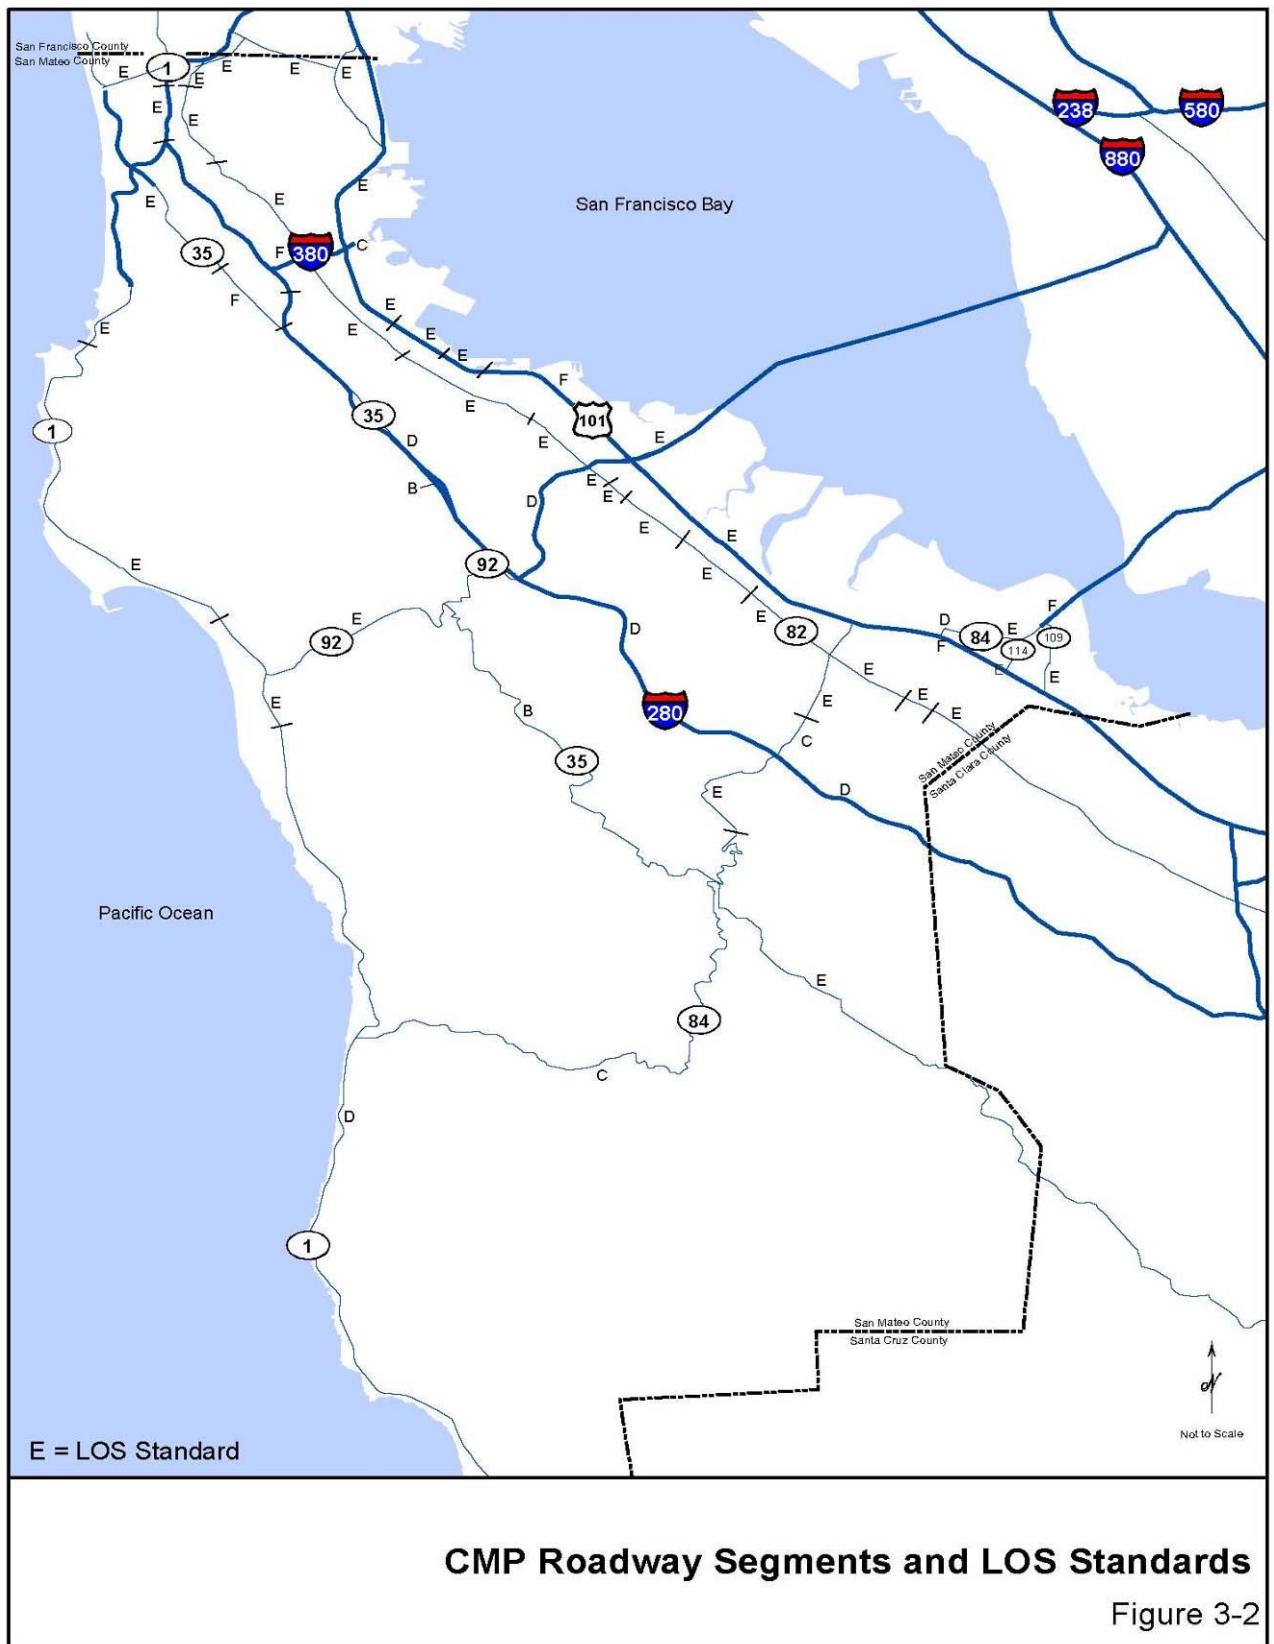 San Francisco County
San Mateo County
E
1
E
E
E
E
E
E
238
580
880
San Francisco Bay
E
E
E
E
35
F
380
C
F
E
E
E
E
E
F
1
35
E
101
D
E
E
B
E
D
E
E
E
E
92
E
E
92
E
E
82
D
F
84
E
F
109
114
E
E
D
E
E
E
E
E
280
B
C
San Mateo County
Santa Clara County
35
E
D
Pacific Ocean
E
84
C
D
1
San Mateo County
Santa Cruz County
N
Not to Scale
E = LOS Standard
CMP Roadway Segments and LOS Standards
Figure 3-2